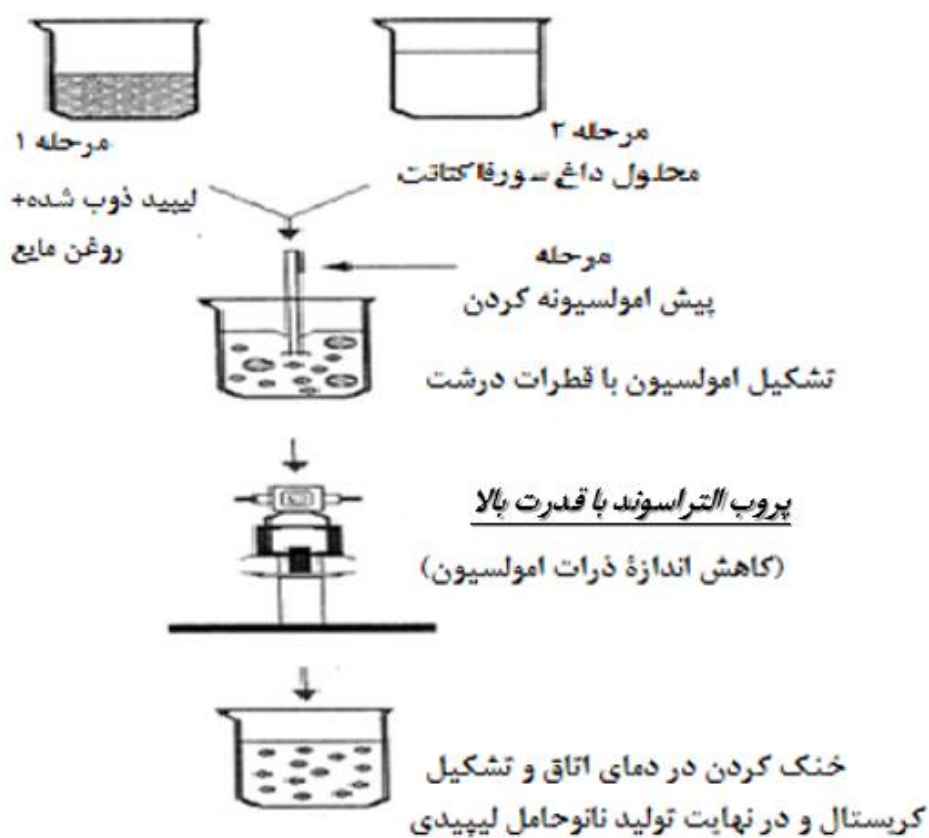 مرحله ۱
لیپید ذوب شده+
روغن مایع
مرحله ۲
محلول داغ سورفاکتانت
مرحله
پیش امولسیونه کردن
تشکیل امولسیون با قطرات درشت
پروب التراسوند با قدرت بالا
(کاهش اندازهٔ ذرات امولسیون)
خنک کردن در دمای اتاق و تشکیل
کریستال و در نهایت تولید نانوحامل لیپیدی